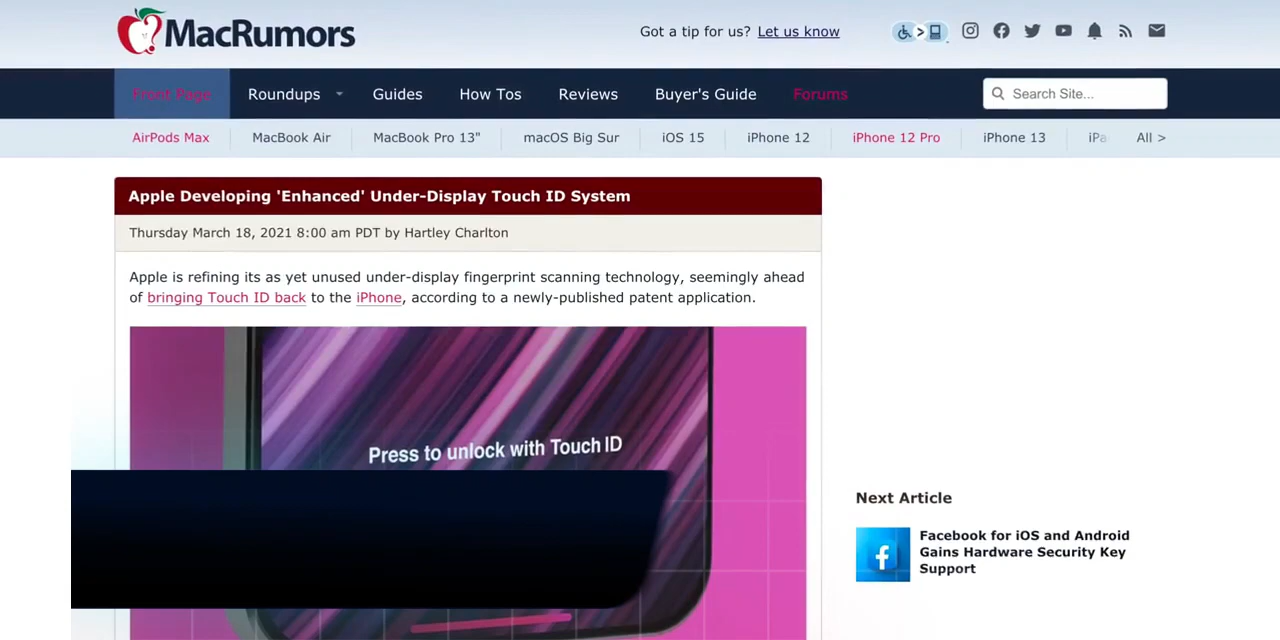 MacRumors
Got a tip for us? Let us know
Front Page Roundups Guides How Tos Reviews Buyer's Guide Forums Search Site...
AirPods Max MacBook Air MacBook Pro 13" macOS Big Sur iOS 15 iPhone 12 iPhone 12 Pro iPhone 13 iPa All >
Apple Developing 'Enhanced' Under-Display Touch ID System
Thursday March 18, 2021 8:00 am PDT by Hartley Charlton
Apple is refining its as yet unused under-display fingerprint scanning technology, seemingly ahead
of bringing Touch ID back to the iPhone, according to a newly-published patent application.
Press to unlock with Touch ID
Next Article
Facebook for iOS and Android
Gains Hardware Security Key
Support